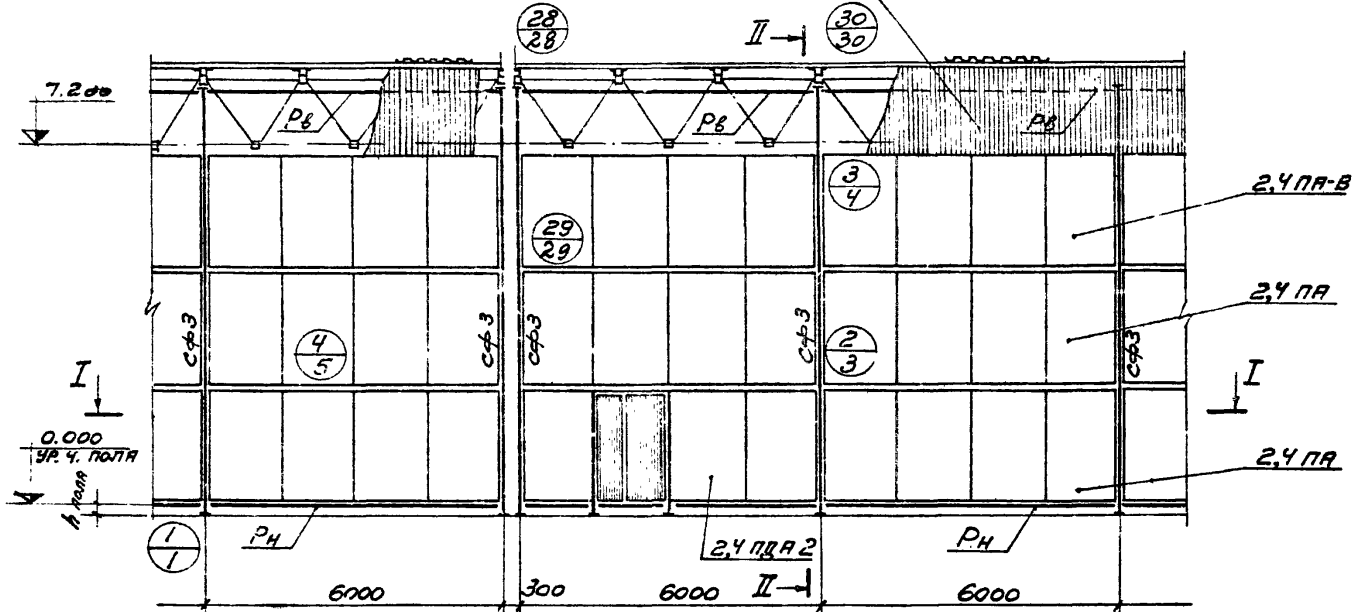 28
28
II
30
30
7.200
Рв
Рв
Рв
3
4
2,4 ПА-В
29
29
2,4 ПА
СФ3
4
5
СФ3
СФ3
СФ3
2
3
СФ3
I
I
0.000
УР. Ч. ПОЛА
h пола
2,4 ПА
1
1
Рн
2,4 ПДА 2
Рн
6000
300
6000
II
6000